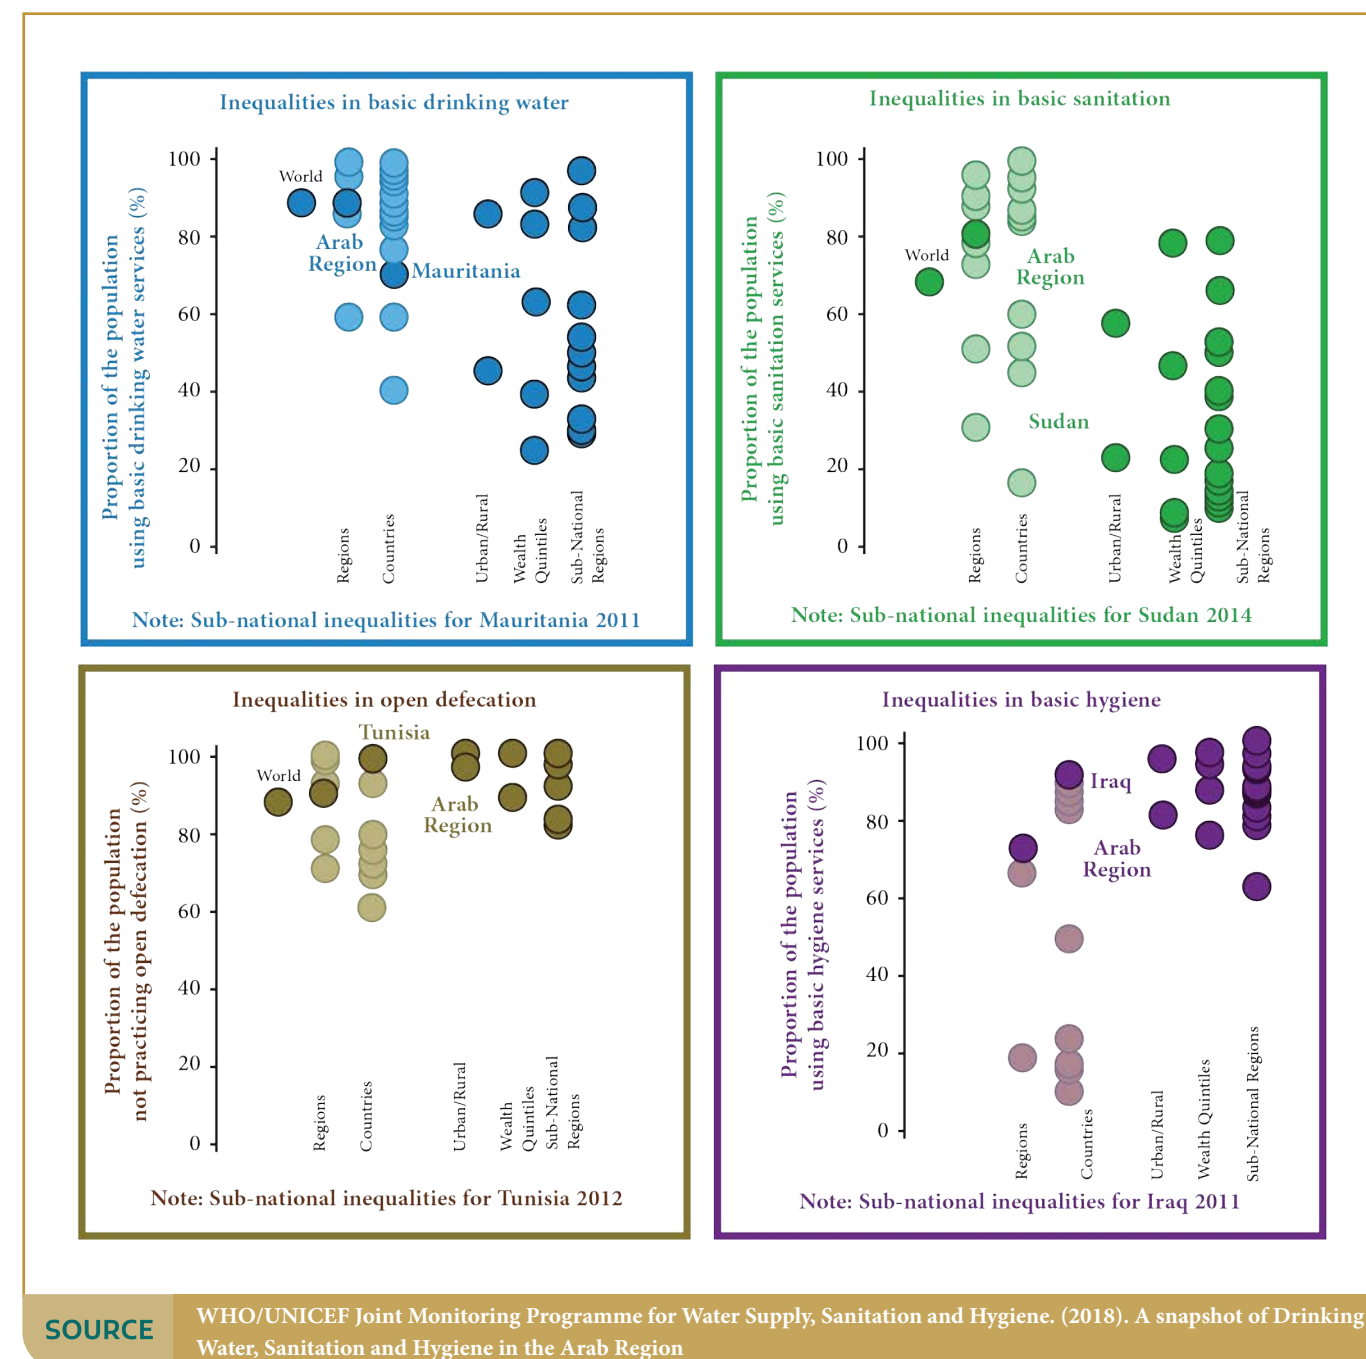 Inequalities in basic drinking water
Proportion of the population
using basic drinking water services (%)
100
80
60
40
20
0
World
Arab
Region
Mauritania
Regions
Countries
Urban/Rural
Wealth
Quintiles
Sub-National
Regions
Note: Sub-national inequalities for Mauritania 2011
Inequalities in basic sanitation
Proportion of the population
using basic sanitation services (%)
100
80
60
40
20
0
World
Arab
Region
Sudan
Regions
Countries
Urban/Rural
Wealth
Quintiles
Sub-National
Regions
Note: Sub-national inequalities for Sudan 2014
Inequalities in open defecation
Proportion of the population
not practicing open defecation (%)
100
80
60
40
20
0
World
Tunisia
Arab
Region
Regions
Countries
Urban/Rural
Wealth
Quintiles
Sub-National
Regions
Note: Sub-national inequalities for Tunisia 2012
Inequalities in basic hygiene
Proportion of the population
using basic hygiene services (%)
100
80
60
40
20
0
Iraq
Arab
Region
Regions
Countries
Urban/Rural
Wealth Quintiles
Sub-National Regions
Note: Sub-national inequalities for Iraq 2011
SOURCE
WHO/UNICEF Joint Monitoring Programme for Water Supply, Sanitation and Hygiene. (2018). A snapshot of Drinking
Water, Sanitation and Hygiene in the Arab Region